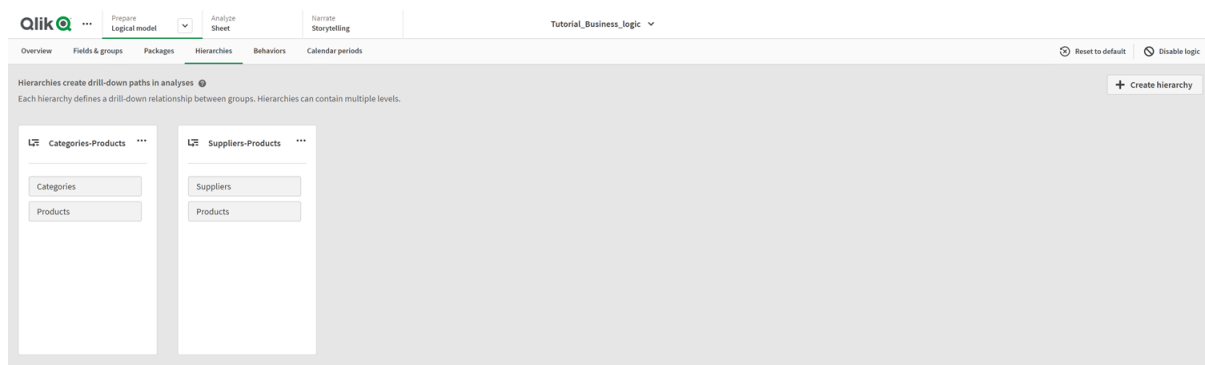 Qlik
Prepare
Logical model
Analyze
Sheet
Narrate
Storytelling
Tutorial_Business_logic
Overview Fields & groups Packages Hierarchies Behaviors Calendar periods
Reset to default Disable logic
Hierarchies create drill-down paths in analyses
Each hierarchy defines a drill-down relationship between groups. Hierarchies can contain multiple levels.
Create hierarchy
Categories-Products
Categories
Products
Suppliers-Products
Suppliers
Products